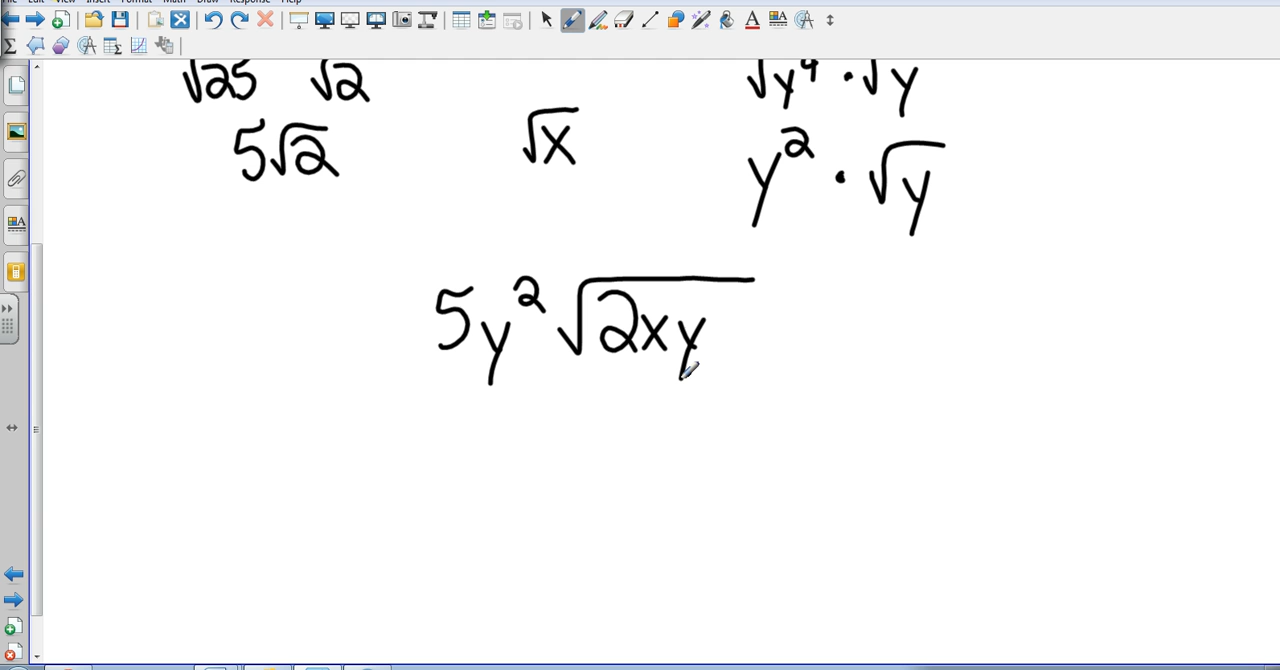 √25 √2 √y⁴ · √y
5√2 √x y² · √y
5y²√2xy